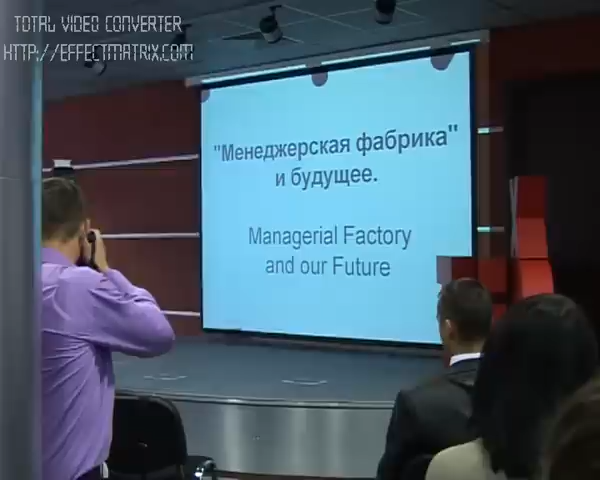 TOTAL VIDEO CONVERTER
HTTP://EFFECTMATRIX.COM
"Менеджерская фабрика"
и будущее.
Managerial Factory
and our Future